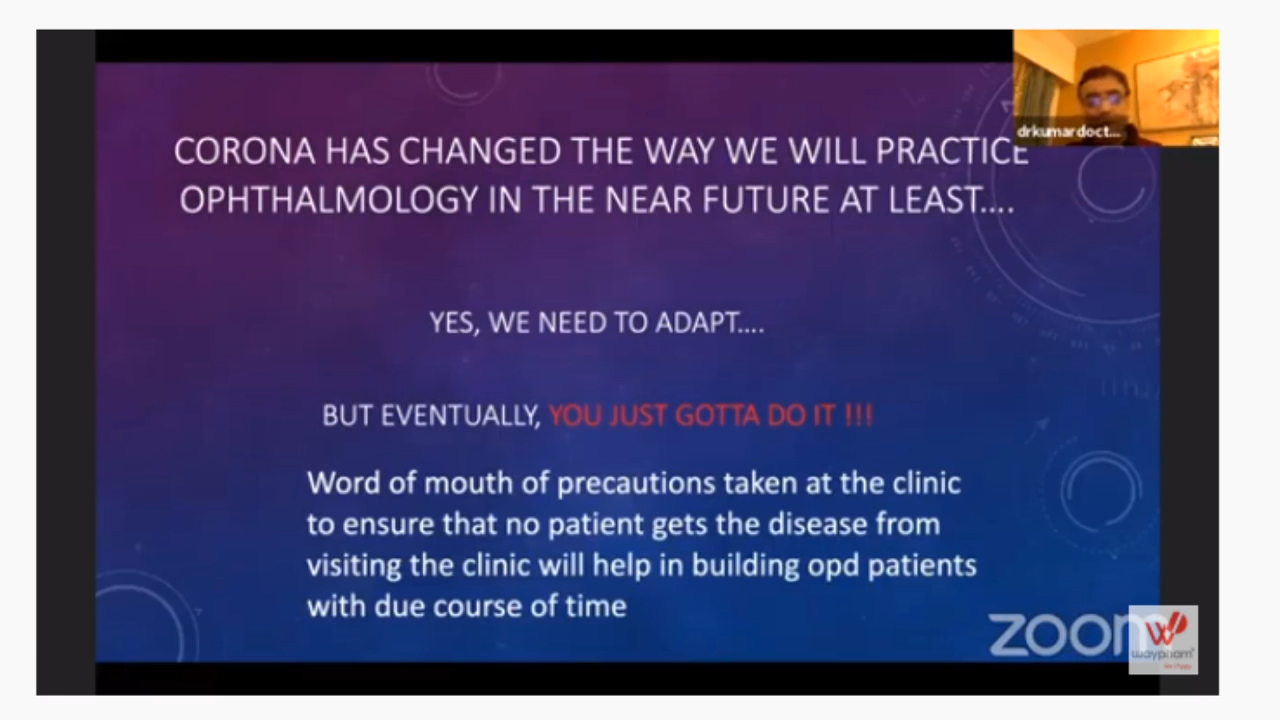 CORONA HAS CHANGED THE WAY WE WILL PRACTICE
OPHTHALMOLOGY IN THE NEAR FUTURE AT LEAST....
drkumardoct...
YES, WE NEED TO ADAPT....
BUT EVENTUALLY, YOU JUST GOTTA DO IT !!!
Word of mouth of precautions taken at the clinic
to ensure that no patient gets the disease from
visiting the clinic will help in building opd patients
with due course of time
zoom